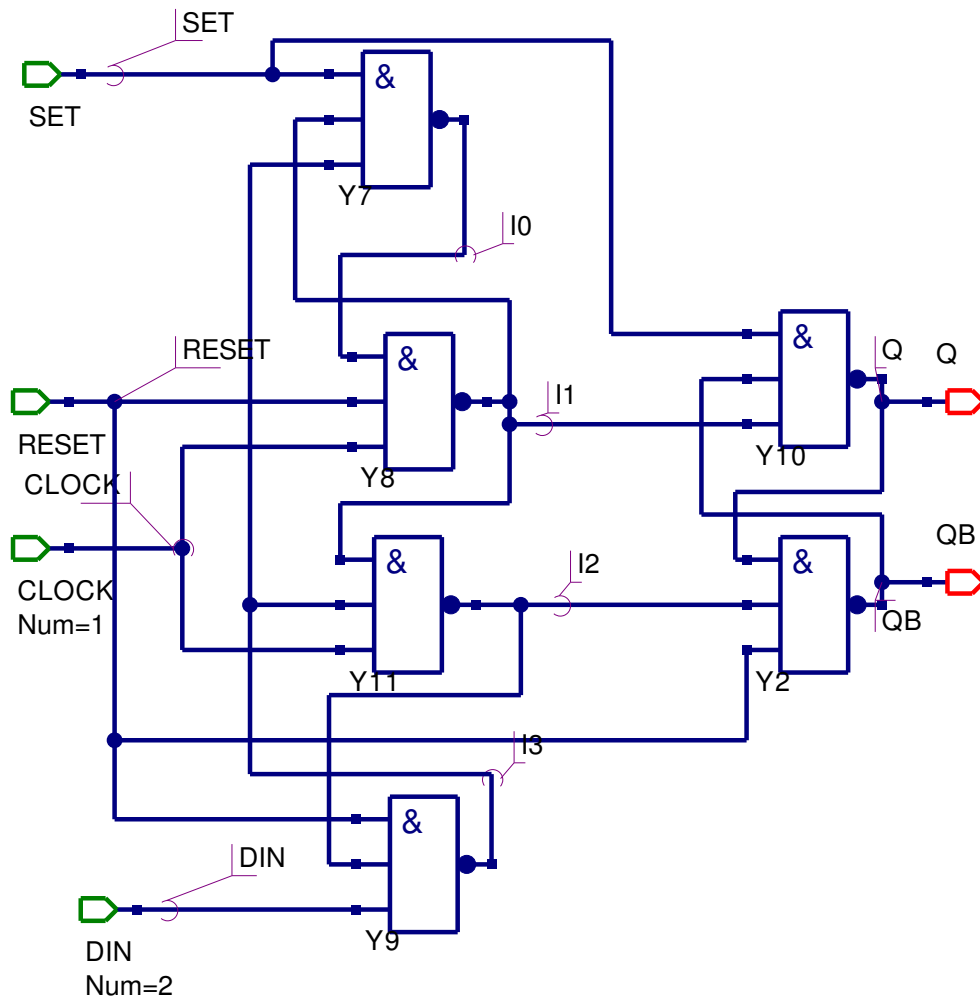 SET
&
SET
Y7
I0
RESET
&
&
Q
Q
I1
RESET
Y8
Y10
CLOCK
QB
CLOCK
&
I2
&
Num=1
QB
Y11
Y2
I3
&
DIN
Y9
DIN
Num=2